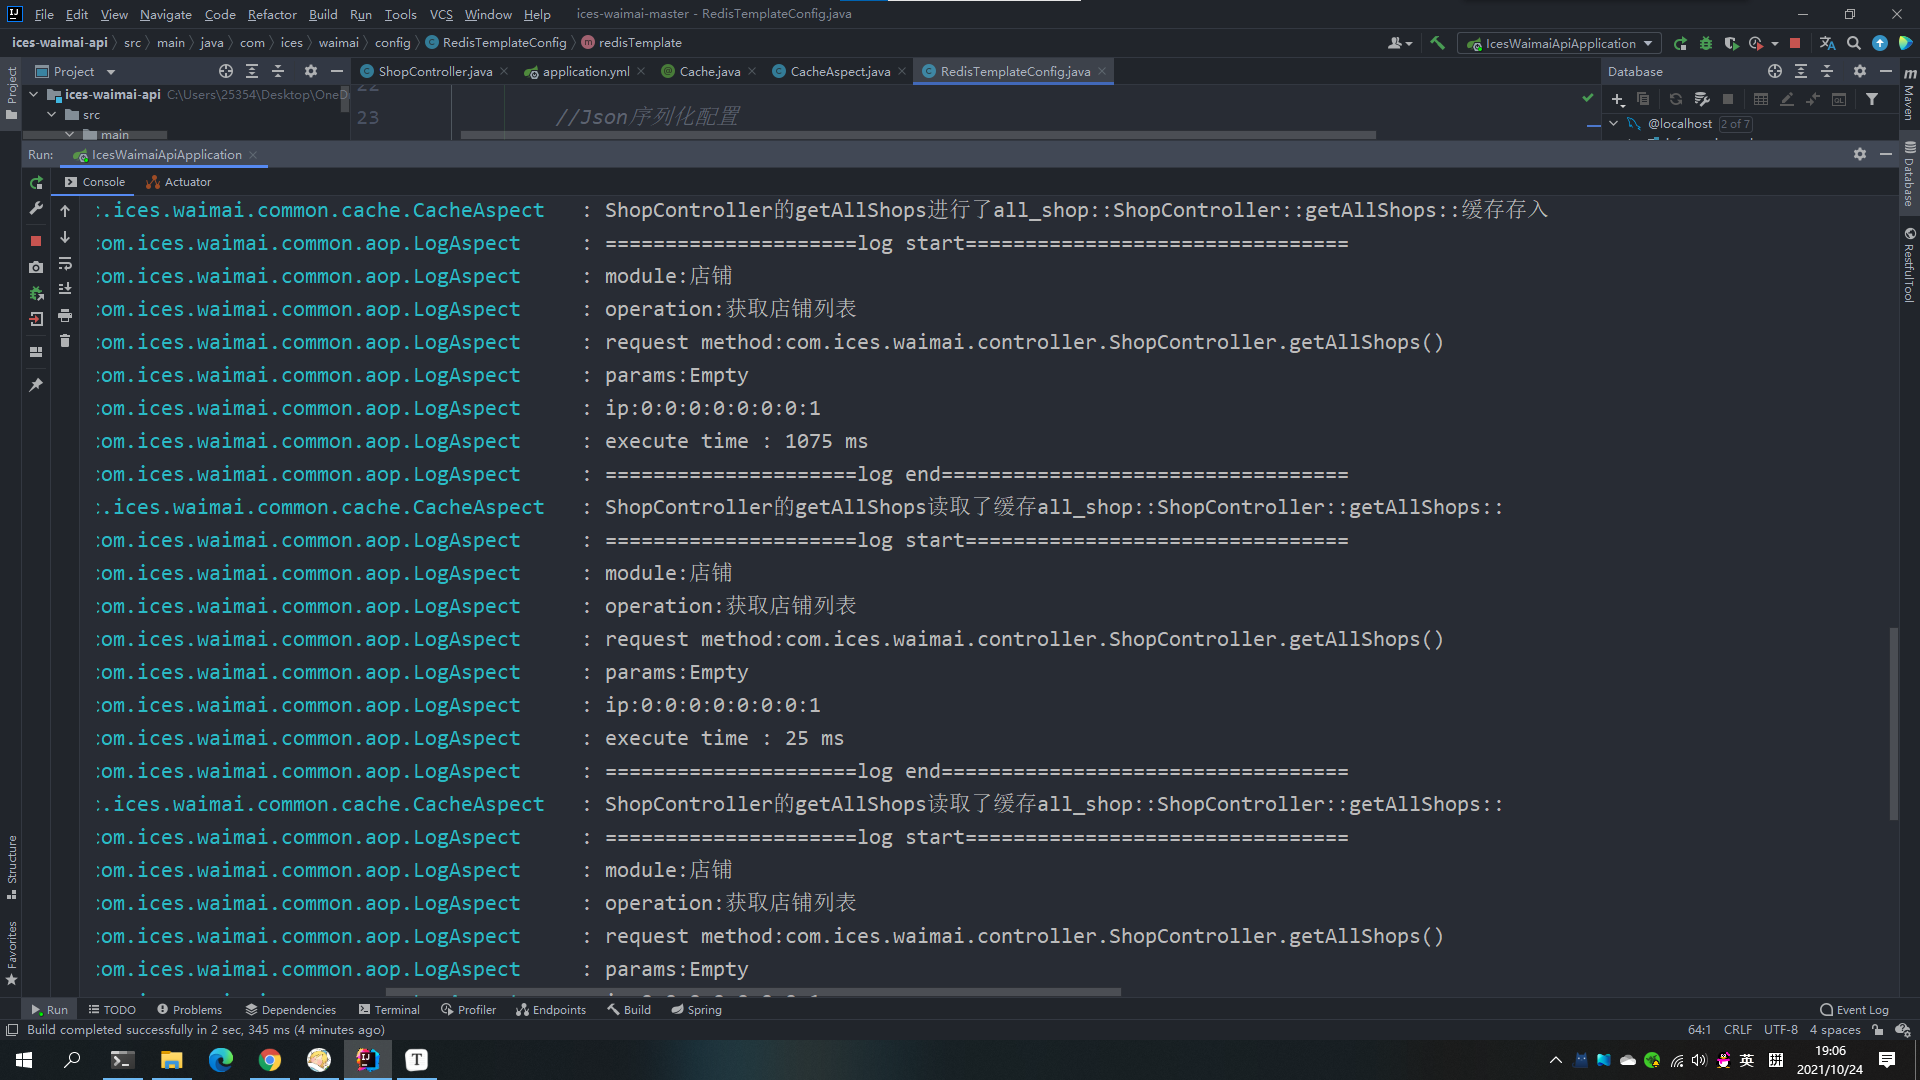 File Edit View Navigate Code Refactor Build Run Tools VCS Window Help ices-waimai-master - RedisTemplateConfig.java
ices-waimai-api src main java com ices waimai config RedisTemplateConfig redisTemplate IcesWaimaiApiApplication
Project ShopController.java application.yml Cache.java CacheAspect.java RedisTemplateConfig.java Database
ices-waimai-api C:\Users\25354\Desktop\OneD
src
main
23 //Json序列化配置
@localhost 2 of 7
Run: IcesWaimaiApiApplication
Console Actuator
:.ices.waimai.common.cache.CacheAspect : ShopController的getAllShops进行了all_shop::ShopController::getAllShops::缓存存入
:om.ices.waimai.common.aop.LogAspect : =====================log start================================
:om.ices.waimai.common.aop.LogAspect : module:店铺
:om.ices.waimai.common.aop.LogAspect : operation:获取店铺列表
:om.ices.waimai.common.aop.LogAspect : request method:com.ices.waimai.controller.ShopController.getAllShops()
:om.ices.waimai.common.aop.LogAspect : params:Empty
:om.ices.waimai.common.aop.LogAspect : ip:0:0:0:0:0:0:0:1
:om.ices.waimai.common.aop.LogAspect : execute time : 1075 ms
:om.ices.waimai.common.aop.LogAspect : =====================log end==================================
:.ices.waimai.common.cache.CacheAspect : ShopController的getAllShops读取了缓存all_shop::ShopController::getAllShops::
:om.ices.waimai.common.aop.LogAspect : =====================log start================================
:om.ices.waimai.common.aop.LogAspect : module:店铺
:om.ices.waimai.common.aop.LogAspect : operation:获取店铺列表
:om.ices.waimai.common.aop.LogAspect : request method:com.ices.waimai.controller.ShopController.getAllShops()
:om.ices.waimai.common.aop.LogAspect : params:Empty
:om.ices.waimai.common.aop.LogAspect : ip:0:0:0:0:0:0:0:1
:om.ices.waimai.common.aop.LogAspect : execute time : 25 ms
:om.ices.waimai.common.aop.LogAspect : =====================log end==================================
:.ices.waimai.common.cache.CacheAspect : ShopController的getAllShops读取了缓存all_shop::ShopController::getAllShops::
:om.ices.waimai.common.aop.LogAspect : =====================log start================================
:om.ices.waimai.common.aop.LogAspect : module:店铺
:om.ices.waimai.common.aop.LogAspect : operation:获取店铺列表
:om.ices.waimai.common.aop.LogAspect : request method:com.ices.waimai.controller.ShopController.getAllShops()
:om.ices.waimai.common.aop.LogAspect : params:Empty
Project
Structure
Favorites
Maven
Database
RestfulTool
Run TODO Problems Dependencies Terminal Profiler Endpoints Build Spring Event Log
Build completed successfully in 2 sec, 345 ms (4 minutes ago) 64:1 CRLF UTF-8 4 spaces
英 拼 19:06
2021/10/24